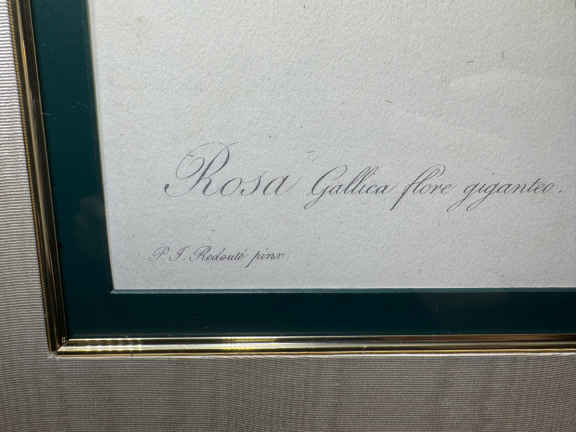 Rosa Gallica flore giganteo.
P. J. Redouté pinx